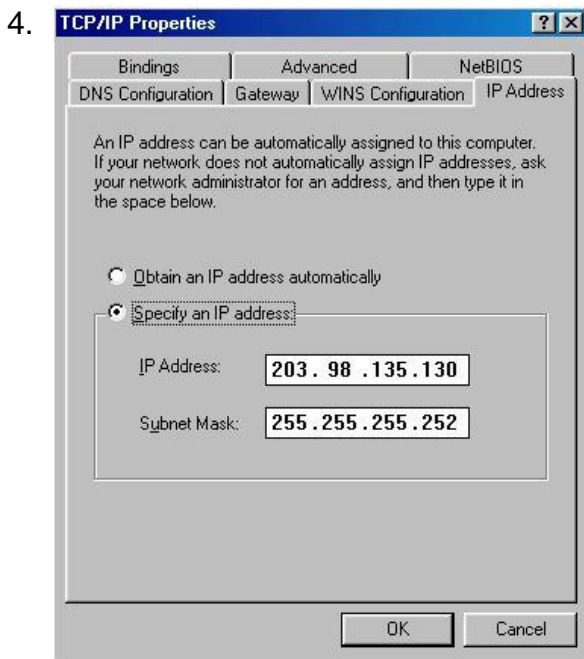 4. TCP/IP Properties ? ×
Bindings Advanced NetBIOS
DNS Configuration Gateway WINS Configuration IP Address
An IP address can be automatically assigned to this computer.
If your network does not automatically assign IP addresses, ask
your network administrator for an address, and then type it in
the space below.
Obtain an IP address automatically
Specify an IP address:
IP Address: 203. 98 .135.130
Subnet Mask: 255.255.255.252
OK Cancel